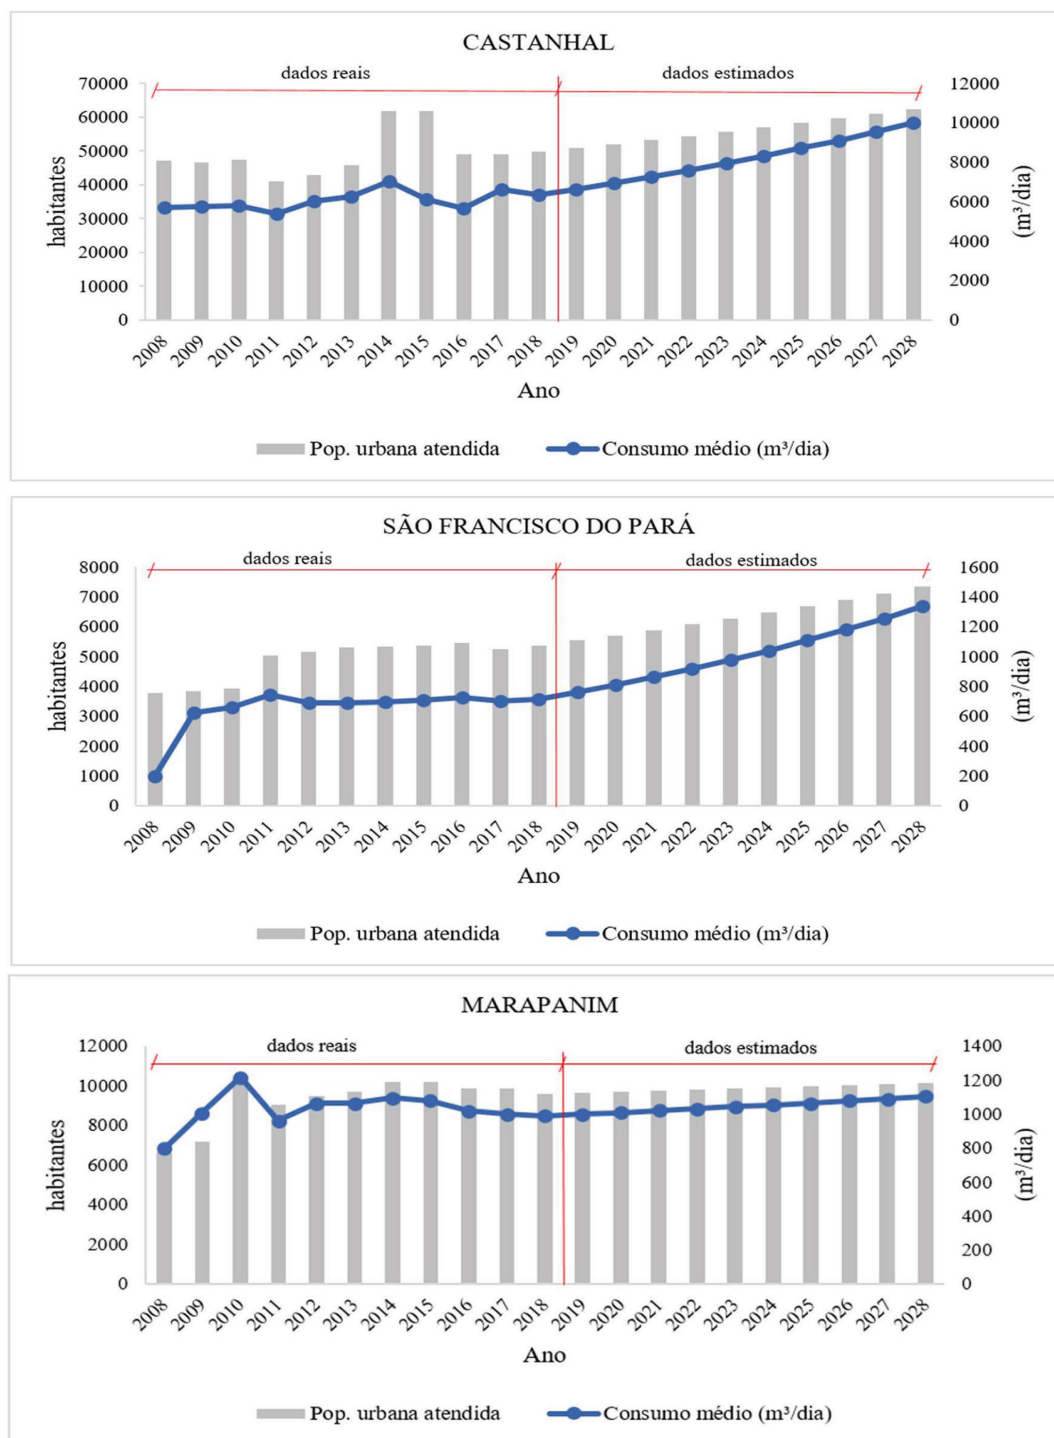 CASTANHAL
dados reais
dados estimados
70000
60000
50000
40000
30000
20000
10000
0
habitantes
12000
10000
8000
6000
4000
2000
0
(m³/dia)
2008 2009 2010 2011 2012 2013 2014 2015 2016 2017 2018 2019 2020 2021 2022 2023 2024 2025 2026 2027 2028
Ano
Pop. urbana atendida Consumo médio (m³/dia)
SÃO FRANCISCO DO PARÁ
dados reais
dados estimados
8000
7000
6000
5000
4000
3000
2000
1000
0
habitantes
1600
1400
1200
1000
800
600
400
200
0
(m³/dia)
2008 2009 2010 2011 2012 2013 2014 2015 2016 2017 2018 2019 2020 2021 2022 2023 2024 2025 2026 2027 2028
Ano
Pop. urbana atendida Consumo médio (m³/dia)
MARAPANIM
dados reais
dados estimados
12000
10000
8000
6000
4000
2000
0
habitantes
1400
1200
1000
800
600
400
200
0
(m³/dia)
2008 2009 2010 2011 2012 2013 2014 2015 2016 2017 2018 2019 2020 2021 2022 2023 2024 2025 2026 2027 2028
Ano
Pop. urbana atendida Consumo médio (m³/dia)